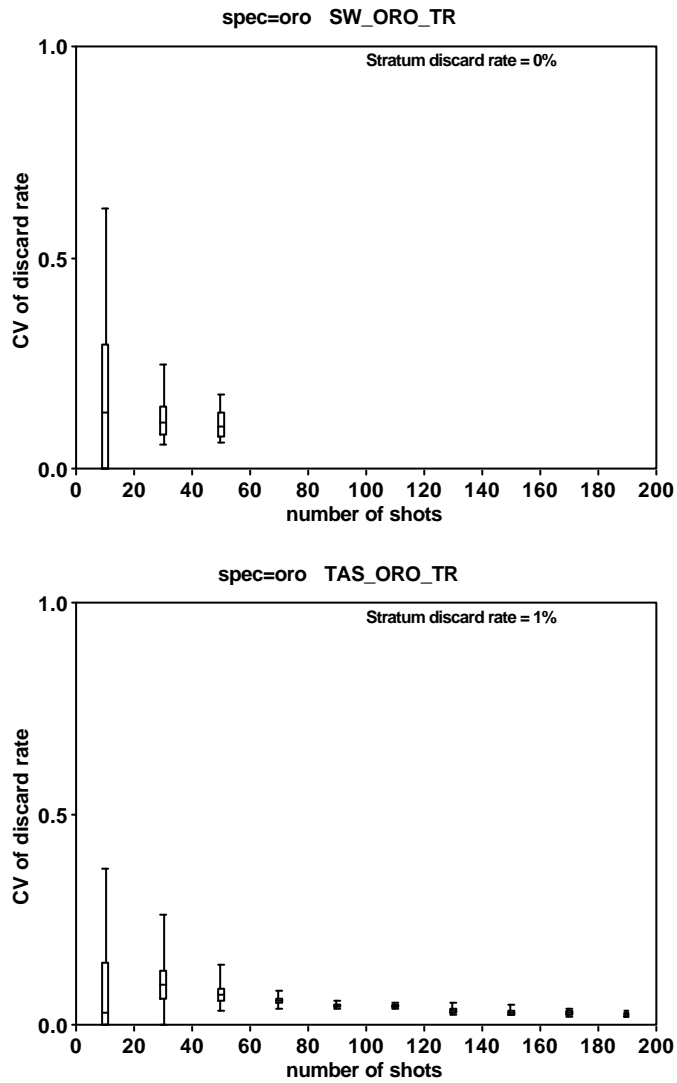 spec=oro SW_ORO_TR
Stratum discard rate = 0%
1.0
0.5
0.0
CV of discard rate
0 20 40 60 80 100 120 140 160 180 200
number of shots
spec=oro TAS_ORO_TR
Stratum discard rate = 1%
1.0
0.5
0.0
CV of discard rate
0 20 40 60 80 100 120 140 160 180 200
number of shots